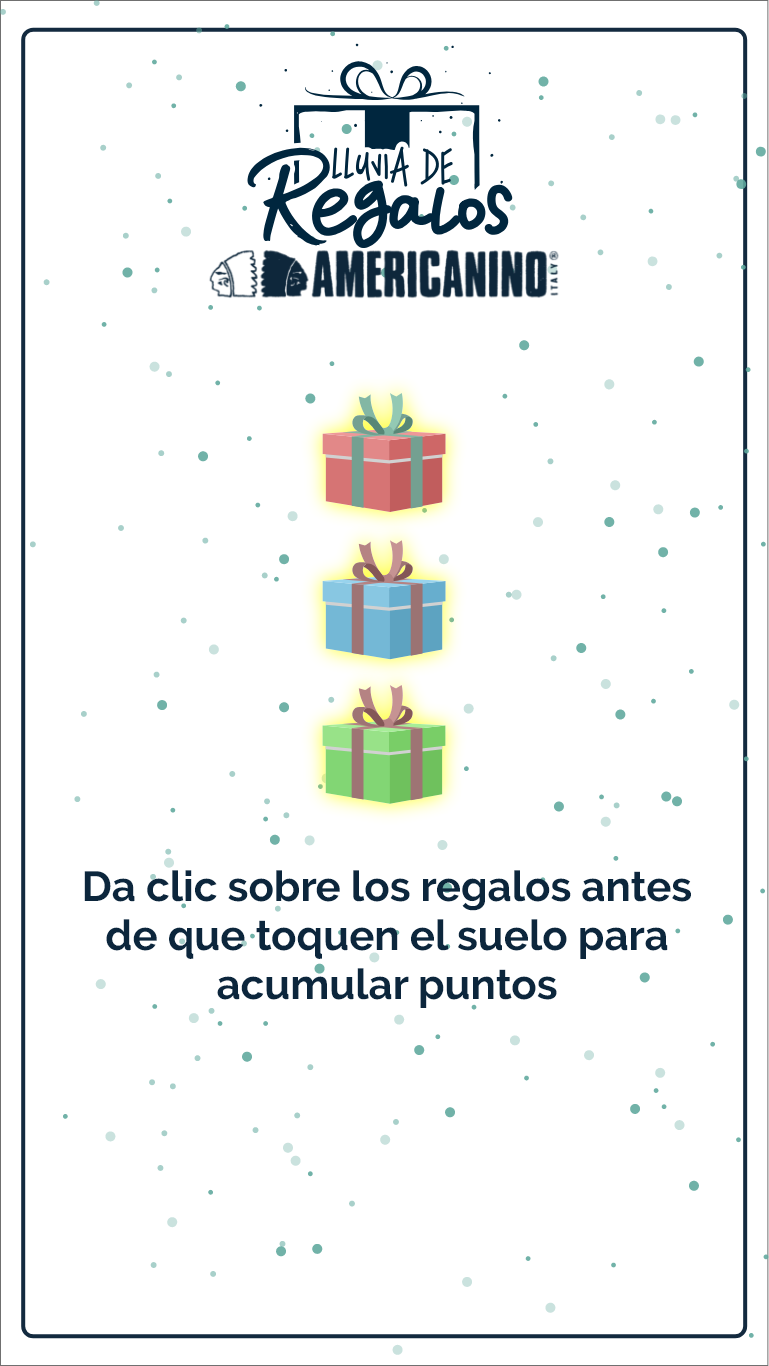 LLUVIA DE
Regalos
AMERICANINO ITALY®
Da clic sobre los regalos antes
de que toquen el suelo para
acumular puntos